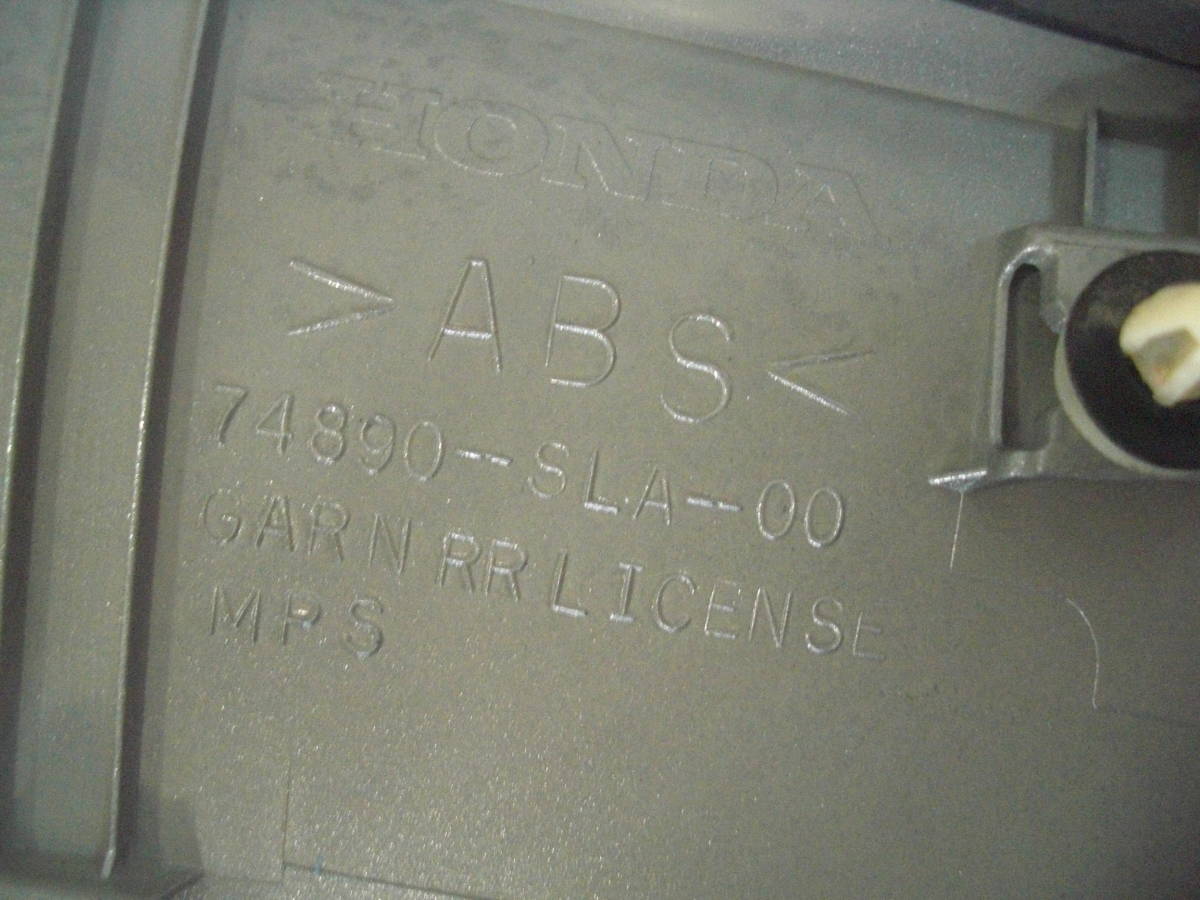 HONDA
>ABS<
74890-SLA-00
GARN RR LICENSE
MPS